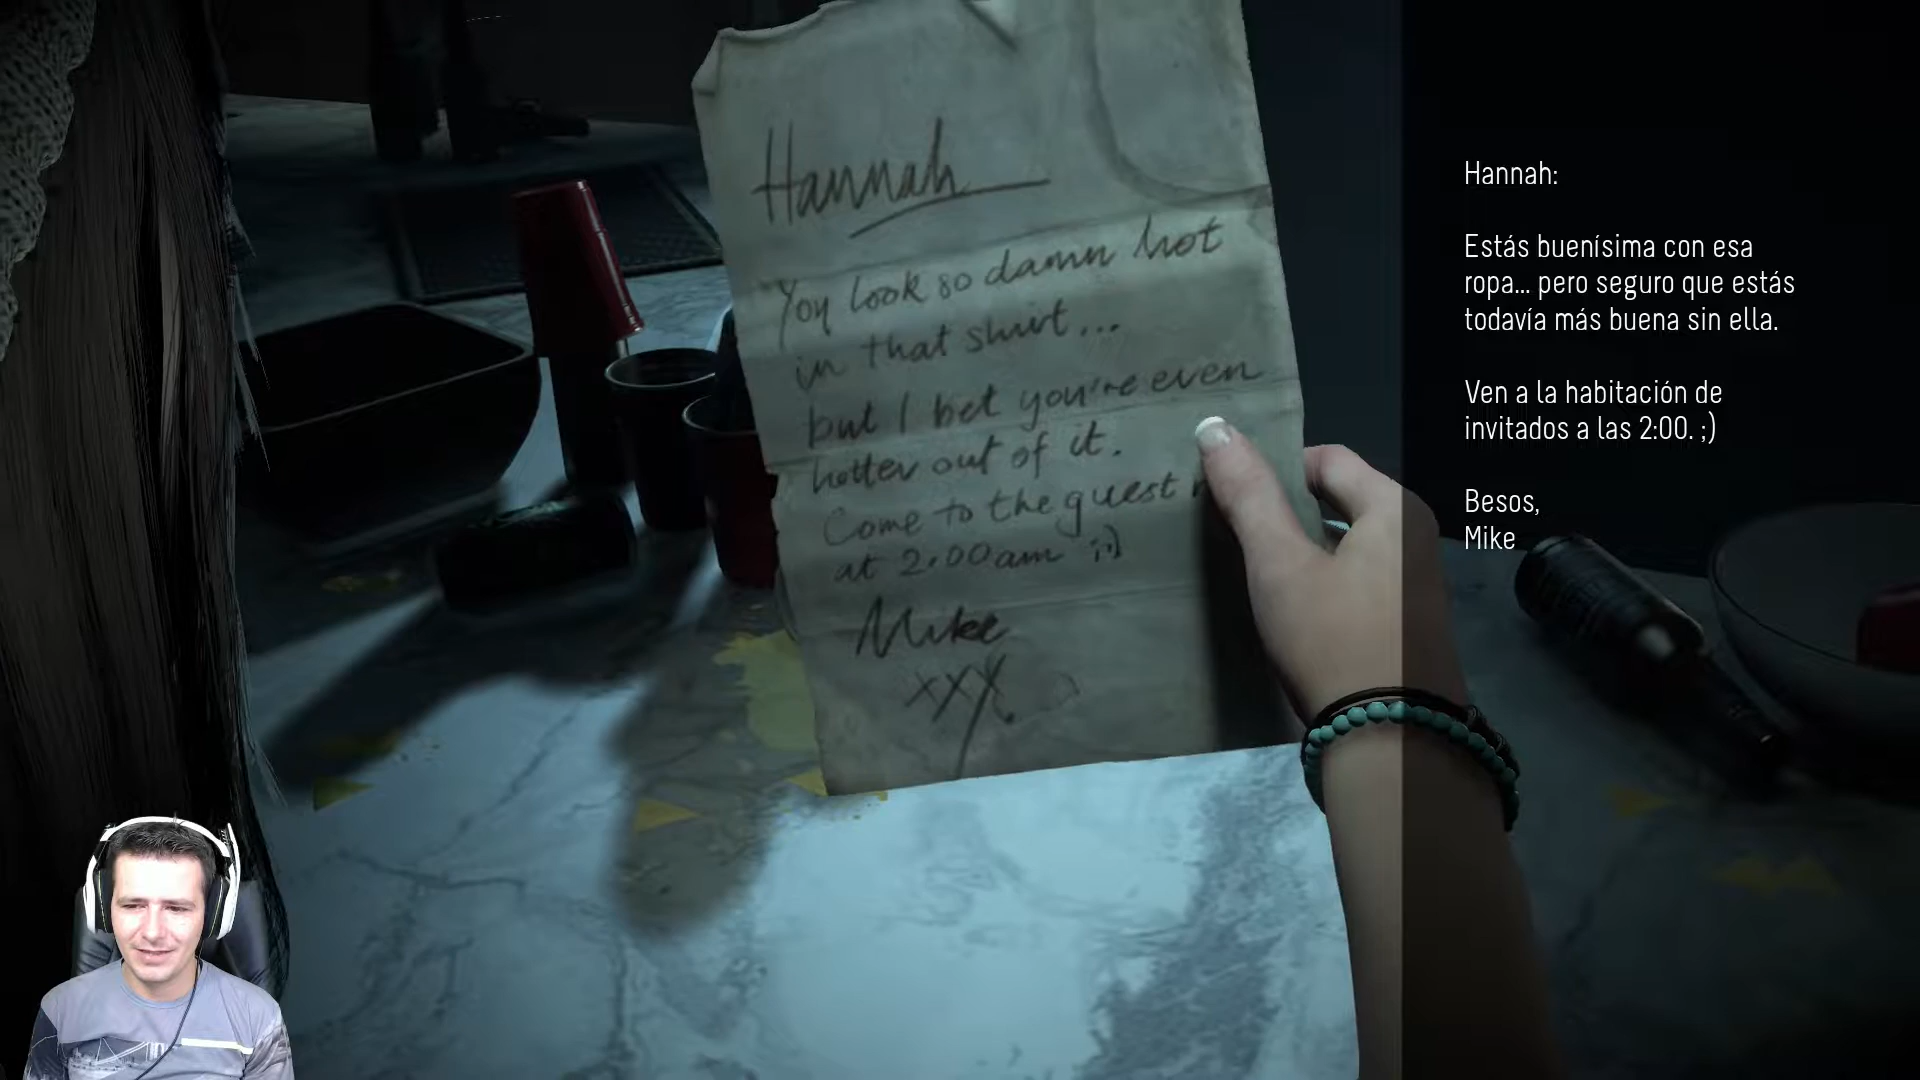 Hannah
You look so damn hot
in that shirt...
but I bet you're even
hotter out of it.
Come to the guest
at 2.00am ;)
Mike
xxx
Hannah:
Estás buenísima con esa
ropa... pero seguro que estás
todavía más buena sin ella.
Ven a la habitación de
invitados a las 2:00. ;)
Besos,
Mike